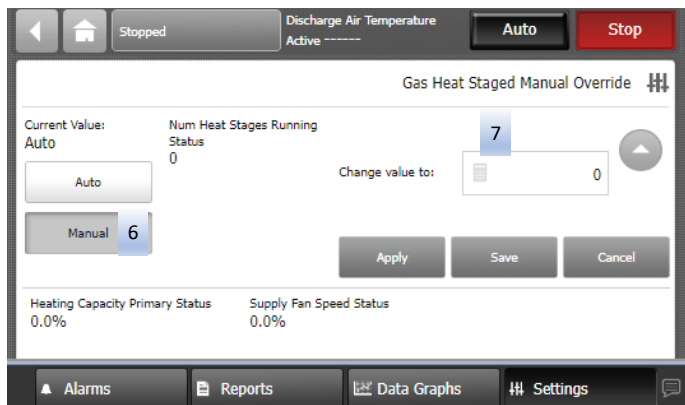 Stopped
Discharge Air Temperature
Active ------
Auto
Stop
Gas Heat Staged Manual Override
Current Value:
Auto
Num Heat Stages Running
Status
0
7
Change value to:
0
Auto
Manual
6
Apply
Save
Cancel
Heating Capacity Primary Status
0.0%
Supply Fan Speed Status
0.0%
Alarms
Reports
Data Graphs
Settings